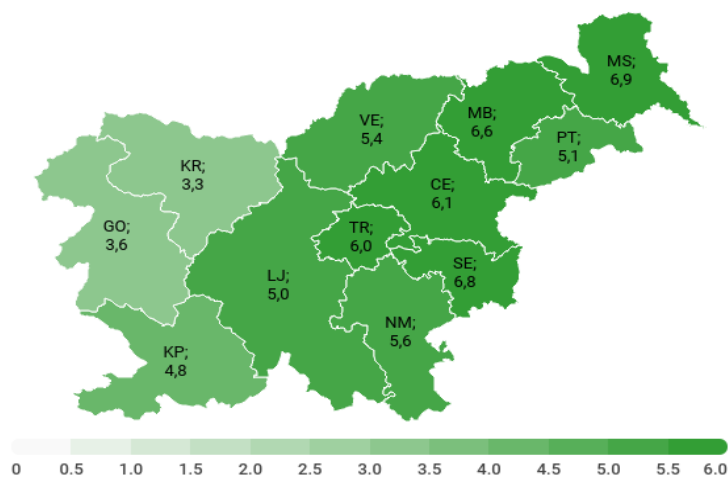 MS;
6,9
MB;
6,6
VE;
5,4
PT;
5,1
KR;
3,3
CE;
6,1
GO;
3,6
TR;
6,0
SE;
6,8
LJ;
5,0
NM;
5,6
KP;
4,8
0 0.5 1.0 1.5 2.0 2.5 3.0 3.5 4.0 4.5 5.0 5.5 6.0